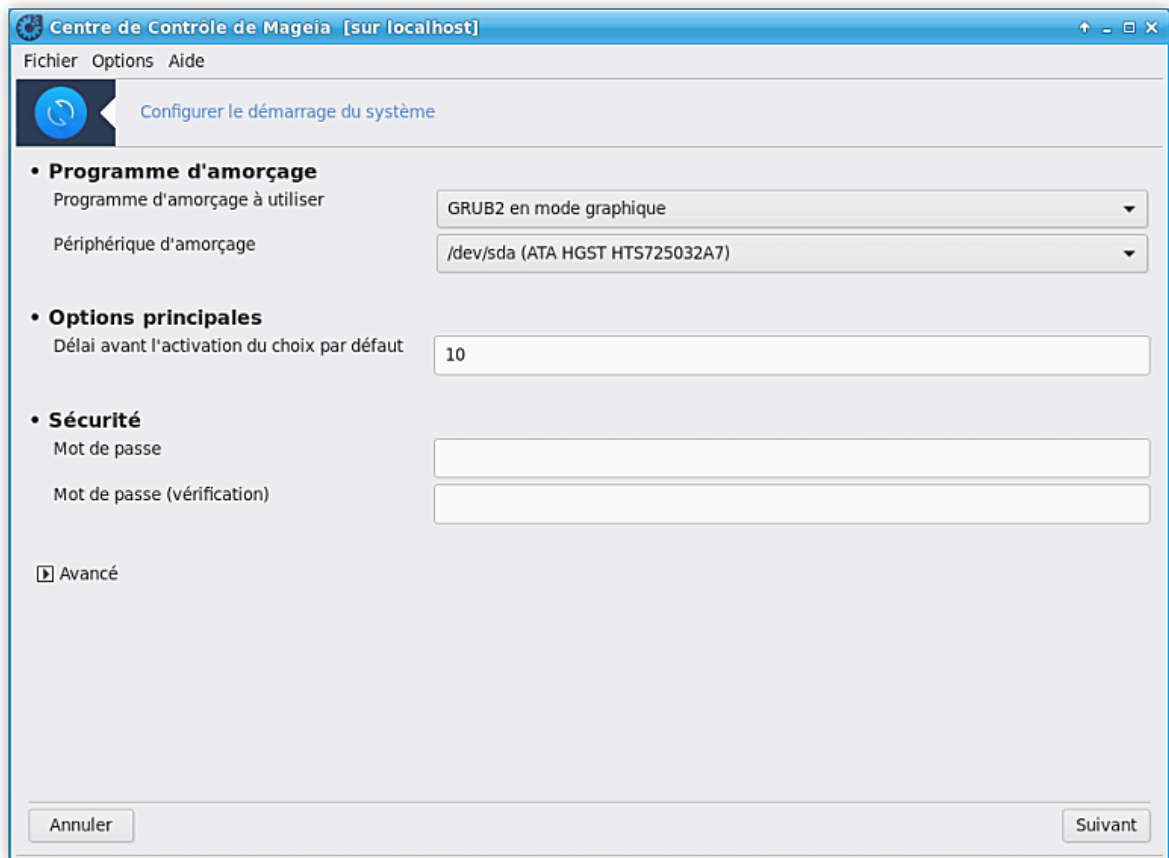 Centre de Contrôle de Mageia [sur localhost]
Fichier Options Aide
Configurer le démarrage du système
• Programme d'amorçage
Programme d'amorçage à utiliser GRUB2 en mode graphique
Périphérique d'amorçage /dev/sda (ATA HGST HTS725032A7)
• Options principales
Délai avant l'activation du choix par défaut 10
• Sécurité
Mot de passe
Mot de passe (vérification)
Avancé
Annuler Suivant